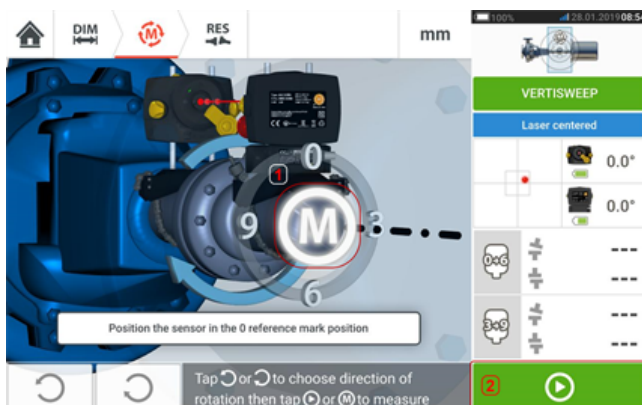 DIM
M
RES
mm
100%
28.01.2019 08:54
VERTISWEEP
Laser centered
0.0°
0.0°
0
1
9
M
3
6
Position the sensor in the 0 reference mark position
0➔6
---
---
3➔9
---
---
Tap or to choose direction of
rotation then tap or M to measure
2